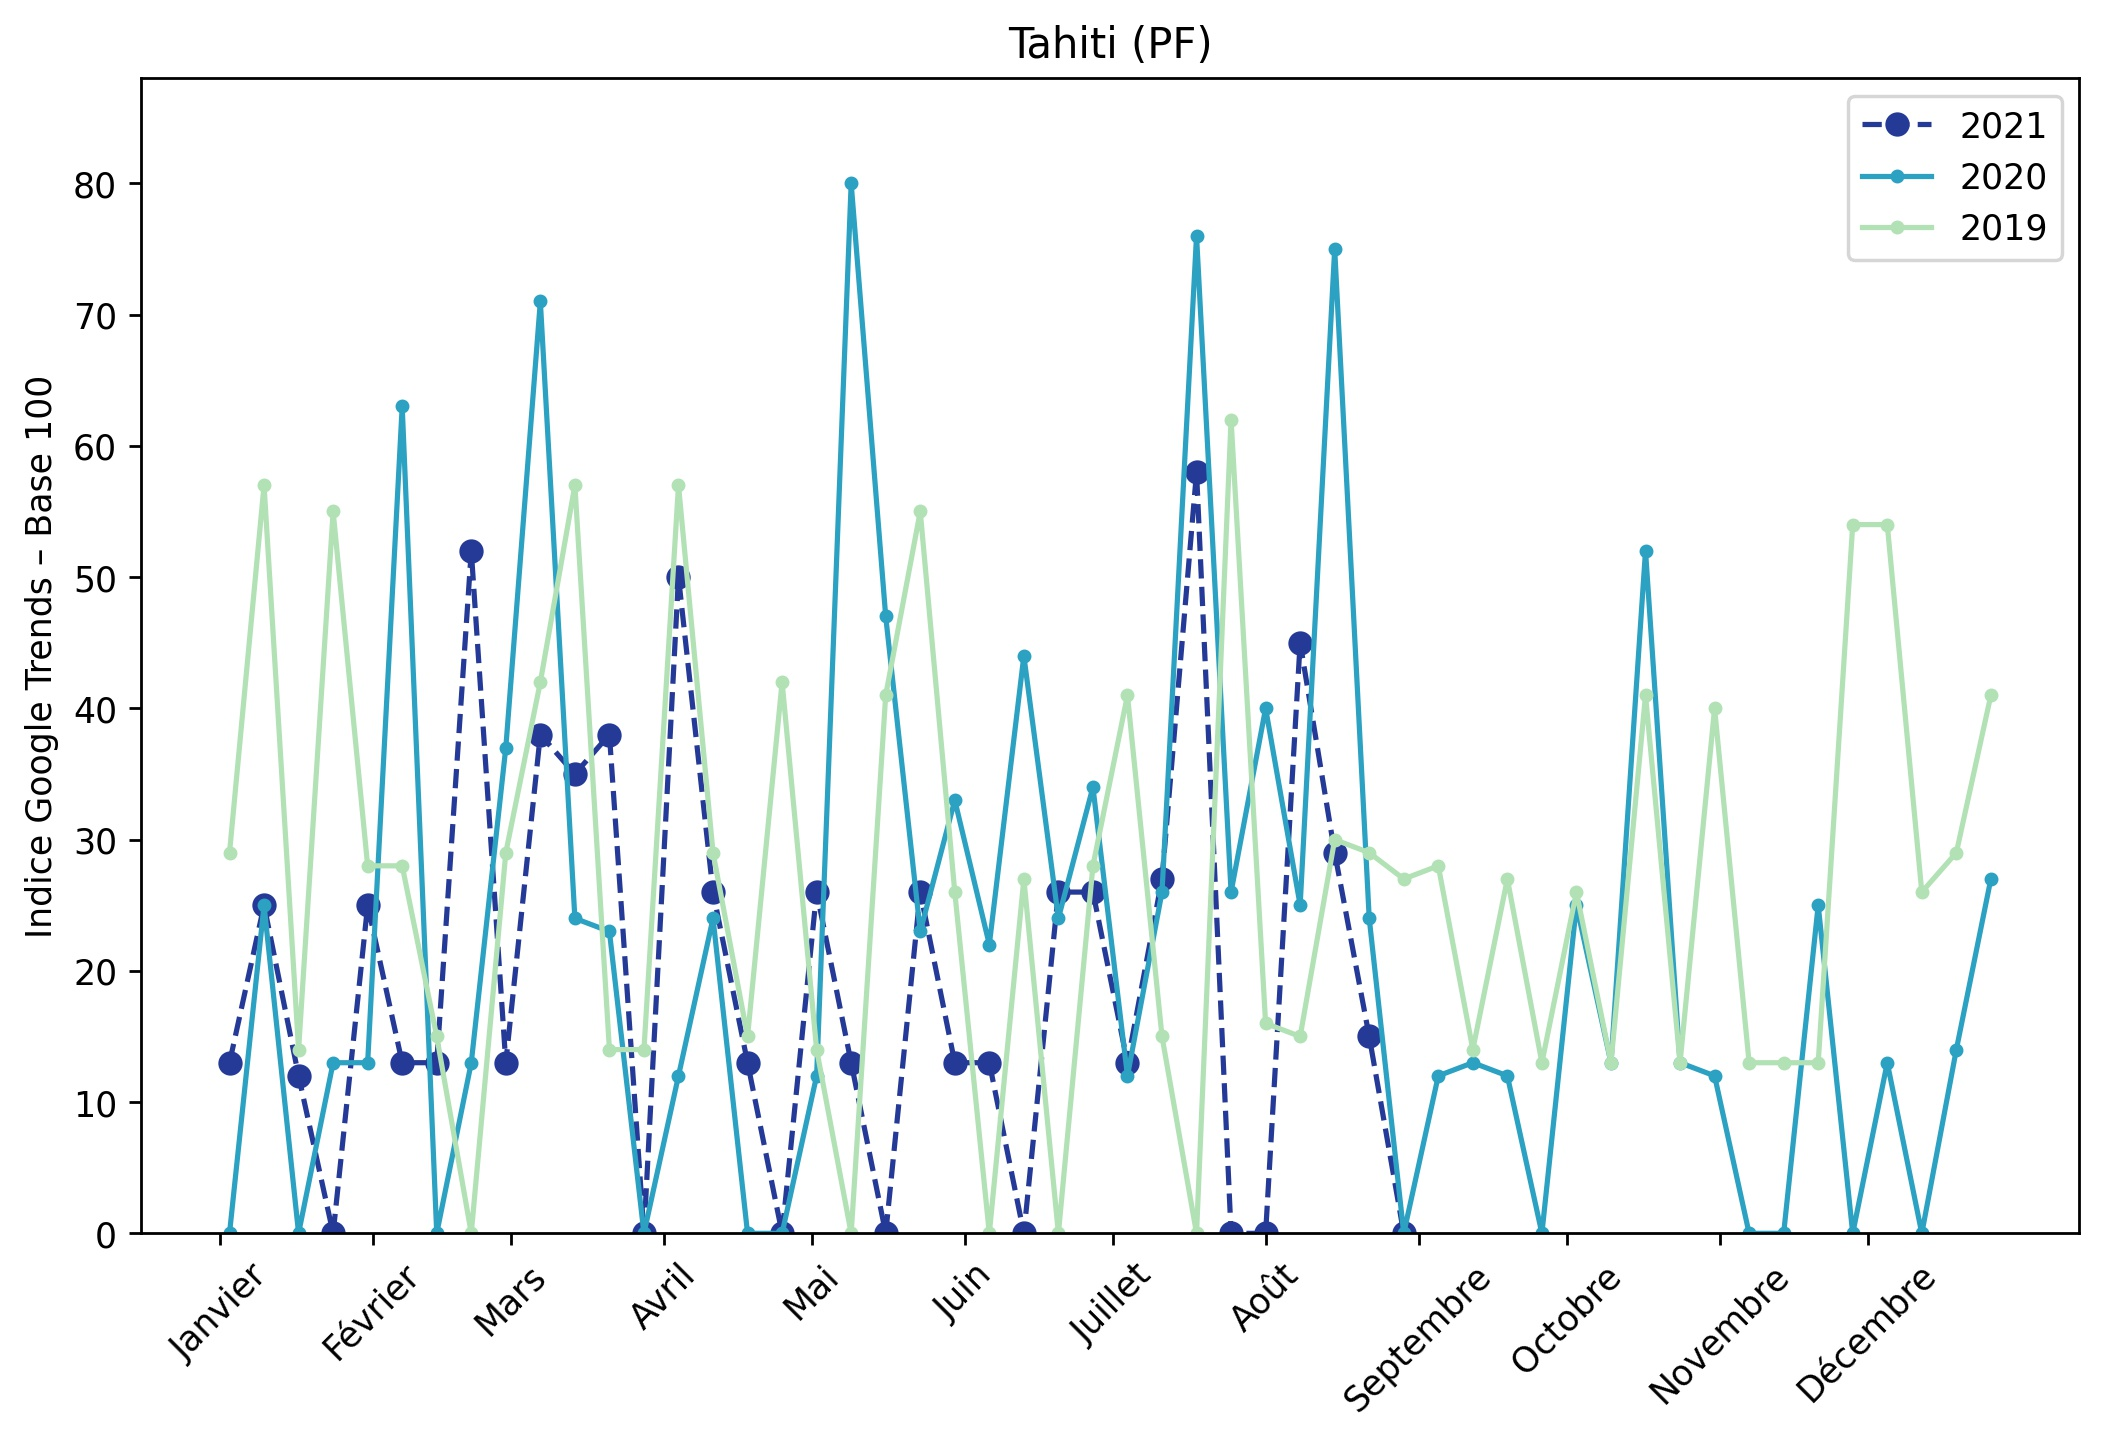 Tahiti (PF)
2021
2020
2019
Indice Google Trends – Base 100
80
70
60
50
40
30
20
10
0
Janvier
Février
Mars
Avril
Mai
Juin
Juillet
Août
Septembre
Octobre
Novembre
Décembre